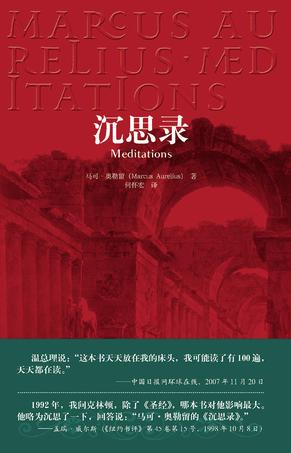 MARCUS AU
RELIUS·MED
ITATIONS
沉思录
Meditations
马可·奥勒留（Marcus Aurelius）著
何怀宏 译
温总理说：“这本书天天放在我的床头，我可能读了有100遍，
天天都在读。”
——中国日报网环球在线，2007年11月20日
1992年，我问克林顿，除了《圣经》，哪本书对他影响最大。
他略为沉思了一下，回答说：“马可·奥勒留的《沉思录》。”
——盖瑞·威尔斯（《纽约书评》第45卷第15号，1998年10月8日）